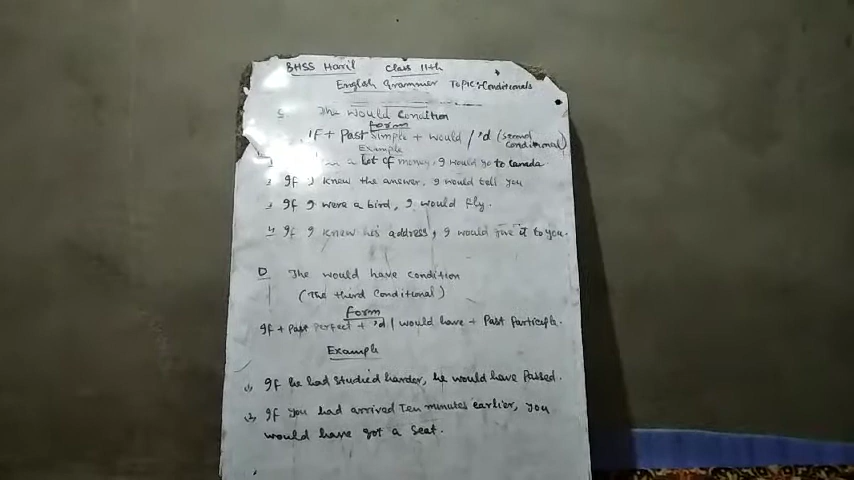 BHSS Haril Class 11th
English Grammer Topic: Conditionals
The Would Condition
Form
If + Past Simple + would / 'd (second conditional)
Example
a lot of money, I would go to Canada.
If I knew the answer, I would tell you
3 If I were a bird, I would fly.
4 If I knew his address, I would give it to you.
D The would have condition
(The third Conditional)
Form
If + Past Perfect + 'd / would have + Past Participle.
Example
(1) If he had studied harder, he would have Passed.
(2) If you had arrived Ten minutes earlier, you
would have got a seat.